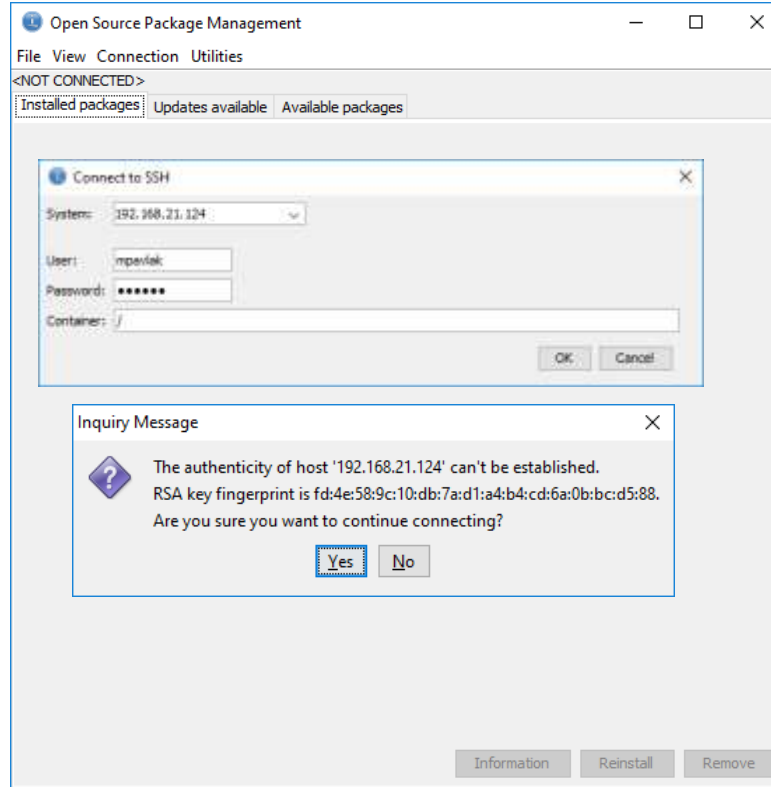 Open Source Package Management
File View Connection Utilities
<NOT CONNECTED>
Installed packages Updates available Available packages
Connect to SSH
System: 192.168.21.124
User: mpavlak
Password: ●●●●●●
Container: /
OK Cancel
Inquiry Message
The authenticity of host '192.168.21.124' can't be established.
RSA key fingerprint is fd:4e:58:9c:10:db:7a:d1:a4:b4:cd:6a:0b:bc:d5:88.
Are you sure you want to continue connecting?
Yes No
Information Reinstall Remove